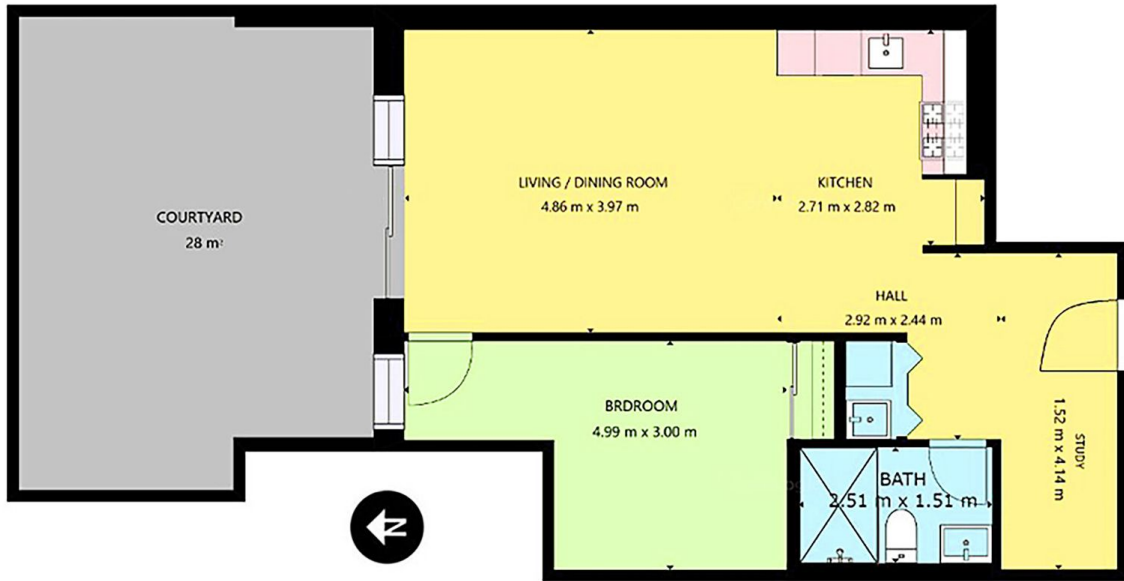 COURTYARD
28 m²
LIVING / DINING ROOM
4.86 m x 3.97 m
KITCHEN
2.71 m x 2.82 m
HALL
2.92 m x 2.44 m
BRDROOM
4.99 m x 3.00 m
BATH
2.51 m x 1.51 m
STUDY
1.52 m x 4.14 m
N